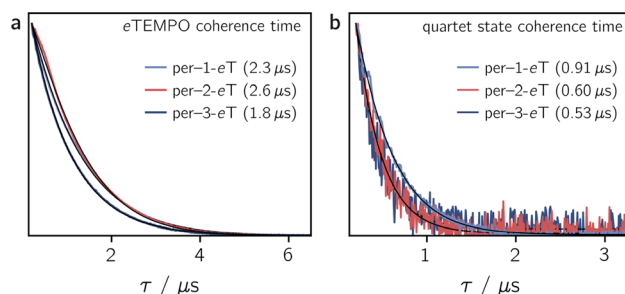 a
eTEMPO coherence time
per–1-eT (2.3 μs)
per–2-eT (2.6 μs)
per–3-eT (1.8 μs)
2 4 6
τ / μs
b
quartet state coherence time
per–1-eT (0.91 μs)
per–2-eT (0.60 μs)
per–3-eT (0.53 μs)
1 2 3
τ / μs